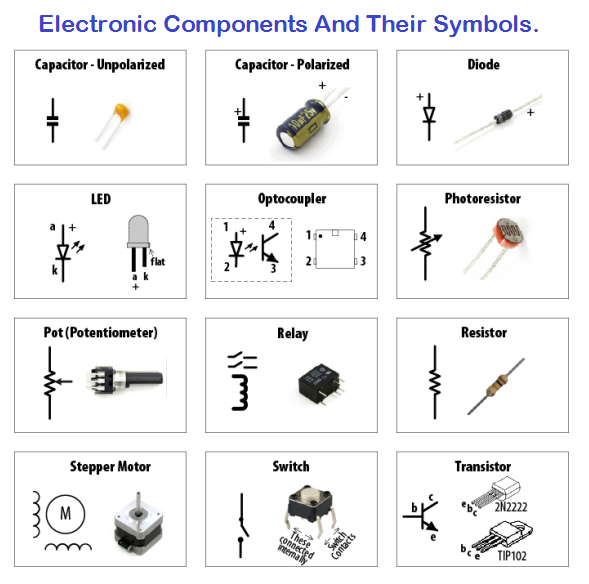 Electronic Components And Their Symbols.
Capacitor - Unpolarized
Capacitor - Polarized
+
+
-
10µF25v
Diode
+
+
LED
a +
k
flat
a k
+
Optocoupler
1 + 4
2 3
1 4
2 3
Photoresistor
Pot (Potentiometer)
Relay
Resistor
Stepper Motor
M
Switch
These
connected
internally
Switch
Contacts
Transistor
b c
e
e b c
2N2222
b c e
TIP102